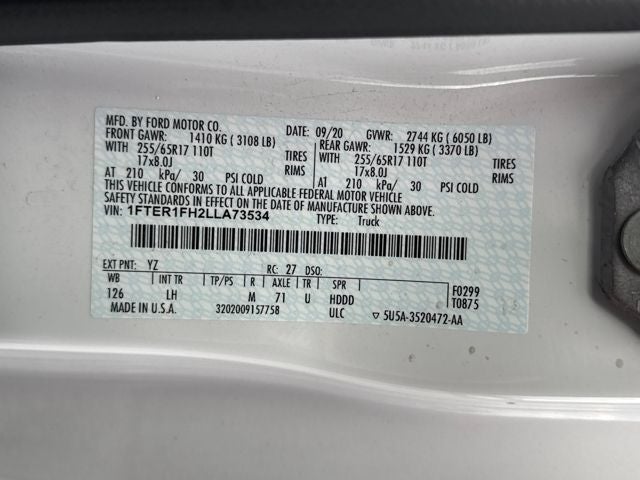 MFD. BY FORD MOTOR CO. DATE: 09/20 GVWR: 2744 KG ( 6050 LB)
FRONT GAWR: 1410 KG ( 3108 LB) REAR GAWR: 1529 KG ( 3370 LB)
WITH 255/65R17 110T TIRES WITH 255/65R17 110T TIRES
17x8.0J RIMS 17x8.0J RIMS
AT 210 kPa/ 30 PSI COLD AT 210 kPa/ 30 PSI COLD
THIS VEHICLE CONFORMS TO ALL APPLICABLE FEDERAL MOTOR VEHICLE
SAFETY STANDARDS IN EFFECT ON THE DATE OF MANUFACTURE SHOWN ABOVE.
VIN: 1FTER1FH2LLA73534 TYPE: Truck
EXT PNT: YZ RC: 27 DSO:
WB INT TR TP/PS R AXLE TR SPR F0299
126 LH M 71 U HDDD T0875
MADE IN U.S.A. 3202009157758 ULC ▽ 5U5A-3520472-AA